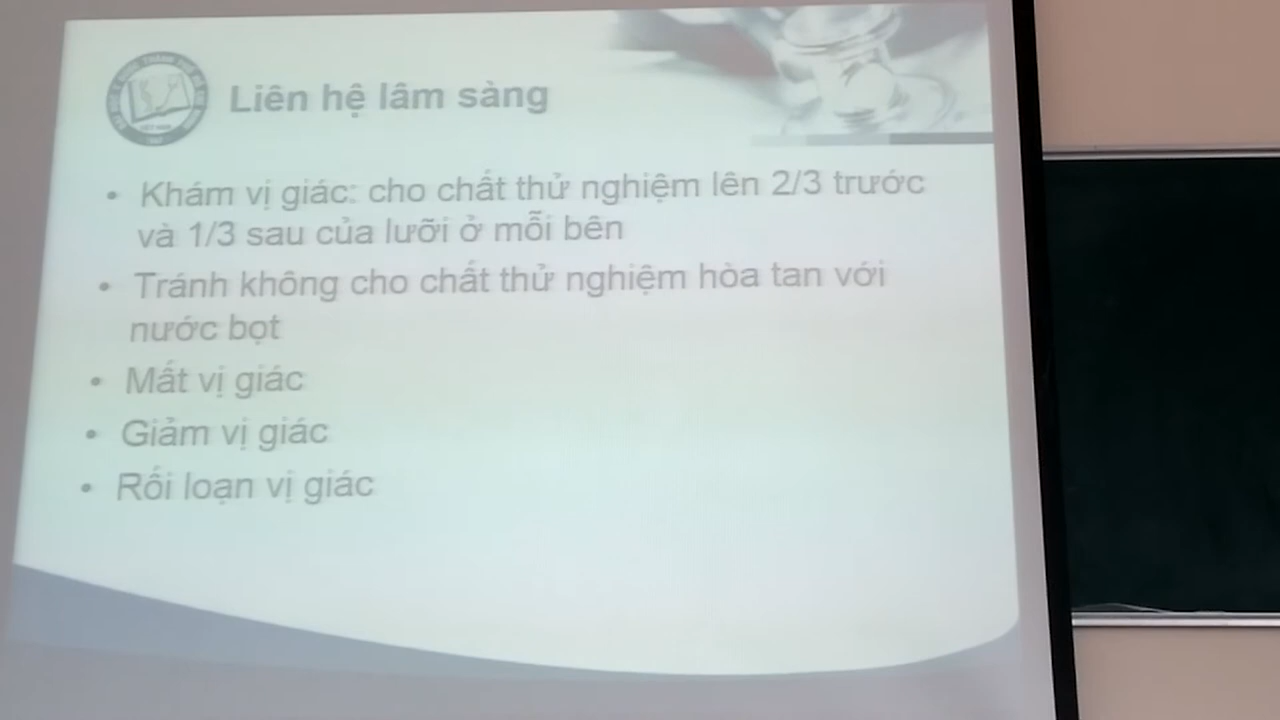 Liên hệ lâm sàng
• Khám vị giác: cho chất thử nghiệm lên 2/3 trước
và 1/3 sau của lưỡi ở mỗi bên
• Tránh không cho chất thử nghiệm hòa tan với
nước bọt
• Mất vị giác
• Giảm vị giác
• Rối loạn vị giác